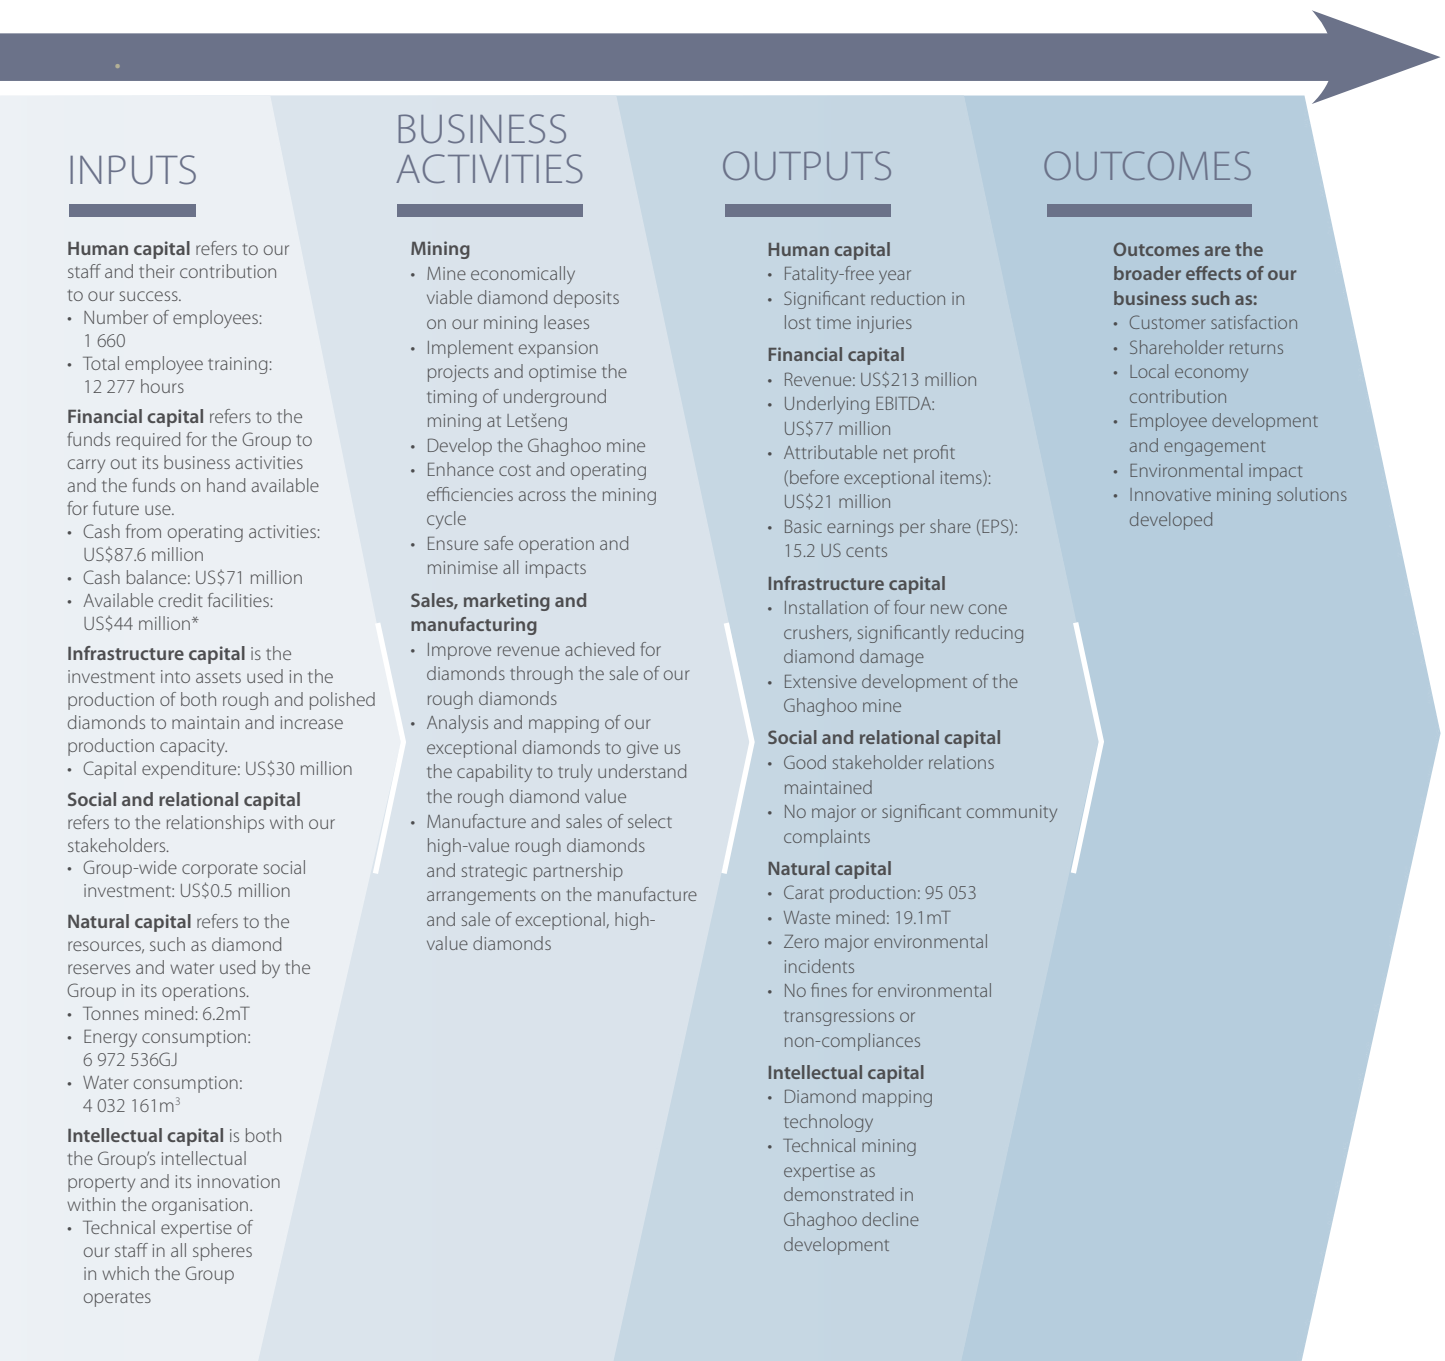 INPUTS
Human capital refers to our
staff and their contribution
to our success.
• Number of employees:
1 660
• Total employee training:
12 277 hours
Financial capital refers to the
funds required for the Group to
carry out its business activities
and the funds on hand available
for future use.
• Cash from operating activities:
US$87.6 million
• Cash balance: US$71 million
• Available credit facilities:
US$44 million*
Infrastructure capital is the
investment into assets used in the
production of both rough and polished
diamonds to maintain and increase
production capacity.
• Capital expenditure: US$30 million
Social and relational capital
refers to the relationships with our
stakeholders.
• Group-wide corporate social
investment: US$0.5 million
Natural capital refers to the
resources, such as diamond
reserves and water used by the
Group in its operations.
• Tonnes mined: 6.2mT
• Energy consumption:
6 972 536GJ
• Water consumption:
4 032 161m³
Intellectual capital is both
the Group’s intellectual
property and its innovation
within the organisation.
• Technical expertise of
our staff in all spheres
in which the Group
operates
BUSINESS
ACTIVITIES
Mining
• Mine economically
viable diamond deposits
on our mining leases
• Implement expansion
projects and optimise the
timing of underground
mining at Letšeng
• Develop the Ghaghoo mine
• Enhance cost and operating
efficiencies across the mining
cycle
• Ensure safe operation and
minimise all impacts
Sales, marketing and
manufacturing
• Improve revenue achieved for
diamonds through the sale of our
rough diamonds
• Analysis and mapping of our
exceptional diamonds to give us
the capability to truly understand
the rough diamond value
• Manufacture and sales of select
high-value rough diamonds
and strategic partnership
arrangements on the manufacture
and sale of exceptional, high-
value diamonds
OUTPUTS
Human capital
• Fatality-free year
• Significant reduction in
lost time injuries
Financial capital
• Revenue: US$213 million
• Underlying EBITDA:
US$77 million
• Attributable net profit
(before exceptional items):
US$21 million
• Basic earnings per share (EPS):
15.2 US cents
Infrastructure capital
• Installation of four new cone
crushers, significantly reducing
diamond damage
• Extensive development of the
Ghaghoo mine
Social and relational capital
• Good stakeholder relations
maintained
• No major or significant community
complaints
Natural capital
• Carat production: 95 053
• Waste mined: 19.1mT
• Zero major environmental
incidents
• No fines for environmental
transgressions or
non-compliances
Intellectual capital
• Diamond mapping
technology
• Technical mining
expertise as
demonstrated in
Ghaghoo decline
development
OUTCOMES
Outcomes are the
broader effects of our
business such as:
• Customer satisfaction
• Shareholder returns
• Local economy
contribution
• Employee development
and engagement
• Environmental impact
• Innovative mining solutions
developed